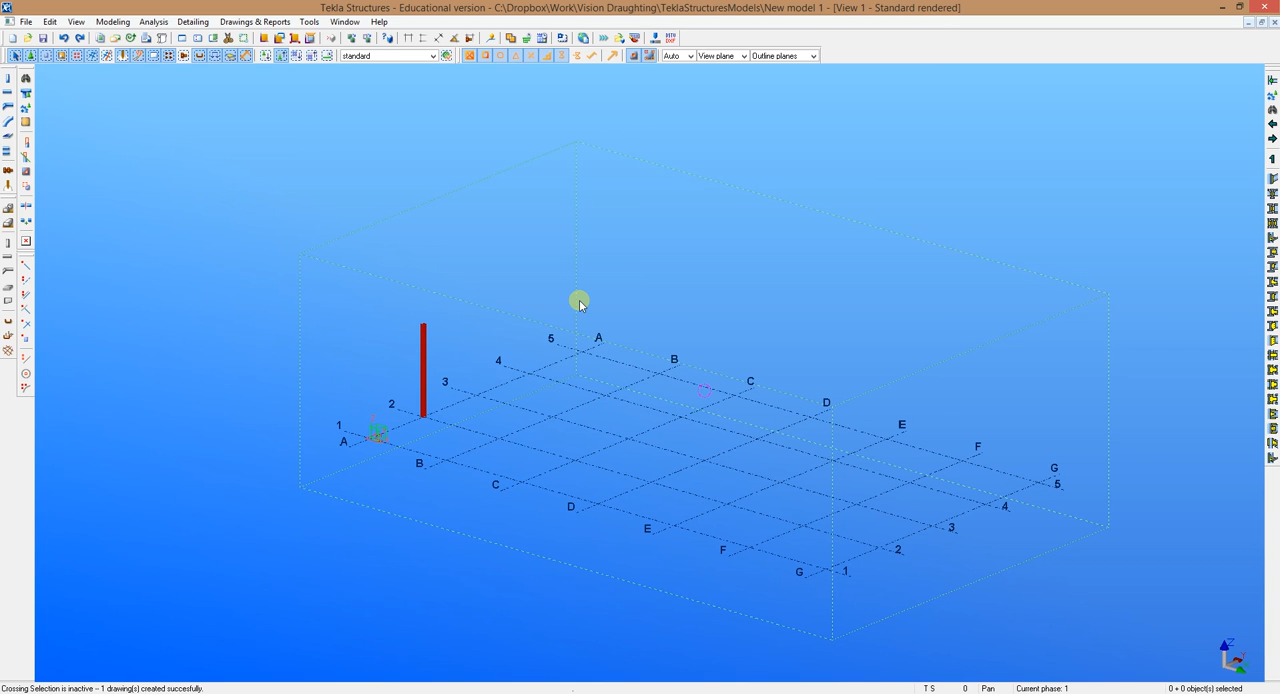 Tekla Structures - Educational version - C:\Dropbox\Work\Vision Draughting\TeklaStructuresModels\New model 1 - [View 1 - Standard rendered]
File Edit View Modeling Analysis Detailing Drawings & Reports Tools Window Help
standard Auto View plane Outline planes
5 A
4 B
3 C
2 D
1 E
A F
B G
C 5
D 4
E 3
F 2
G 1
Z
Crossing Selection is inactive -- 1 drawing(s) created succesfully. T S 0 Pan Current phase: 1 0 + 0 object(s) selected